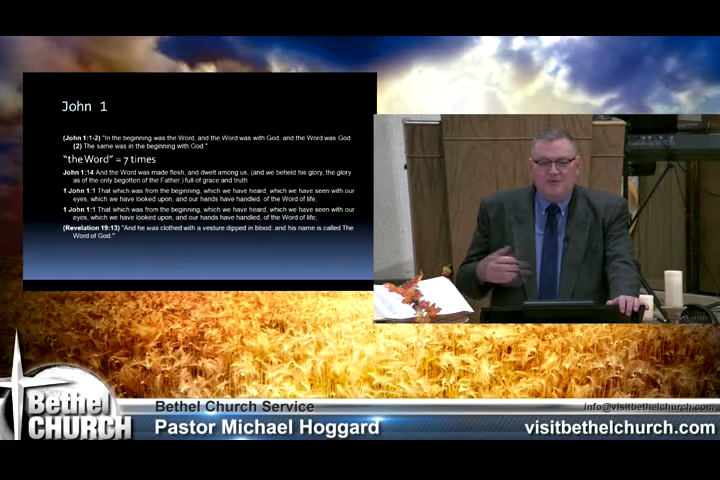 John 1
(John 1:1-2) "In the beginning was the Word, and the Word was with God, and the Word was God.
(2) The same was in the beginning with God."
"the Word" = 7 times
John 1:14 And the Word was made flesh, and dwelt among us, (and we beheld his glory, the glory
as of the only begotten of the Father,) full of grace and truth.
1 John 1:1 That which was from the beginning, which we have heard, which we have seen with our
eyes, which we have looked upon, and our hands have handled, of the Word of life;
1 John 1:1 That which was from the beginning, which we have heard, which we have seen with our
eyes, which we have looked upon, and our hands have handled, of the Word of life;
(Revelation 19:13) "And he was clothed with a vesture dipped in blood: and his name is called The
Word of God."
Bethel
CHURCH
Bethel Church Service
info@visitbethelchurch.com
Pastor Michael Hoggard
visitbethelchurch.com